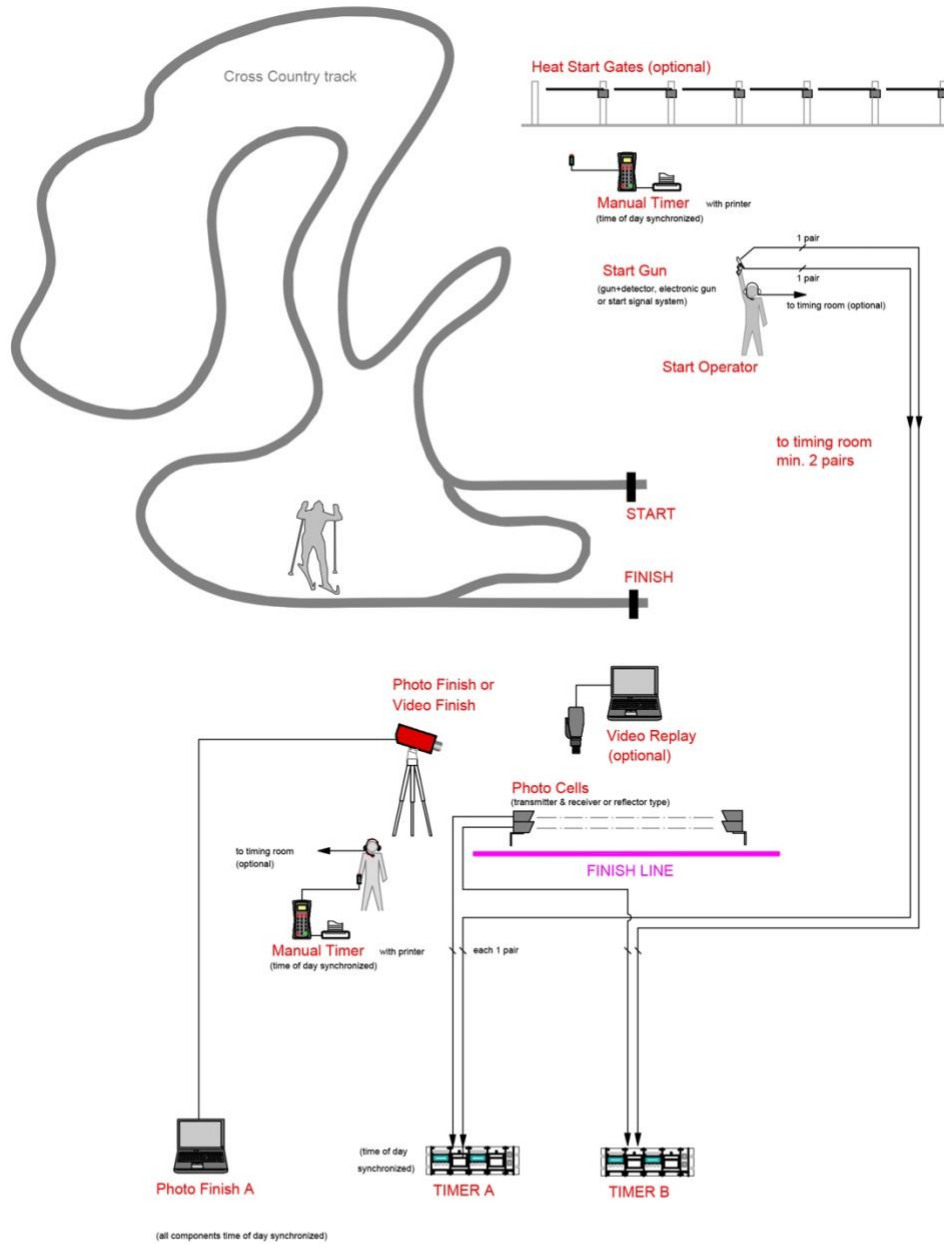 Cross Country track
Heat Start Gates (optional)
Manual Timer with printer
(time of day synchronized)
1 pair
Start Gun
1 pair
(gun+detector, electronic gun
or start signal system)
to timing room (optional)
Start Operator
to timing room
min. 2 pairs
START
FINISH
Photo Finish or
Video Finish
Video Replay
(optional)
Photo Cells
(transmitter & receiver or reflector type)
to timing room
(optional)
FINISH LINE
Manual Timer with printer
(time of day synchronized)
each 1 pair
(time of day
synchronized)
Photo Finish A
TIMER A
TIMER B
(all components time of day synchronized)